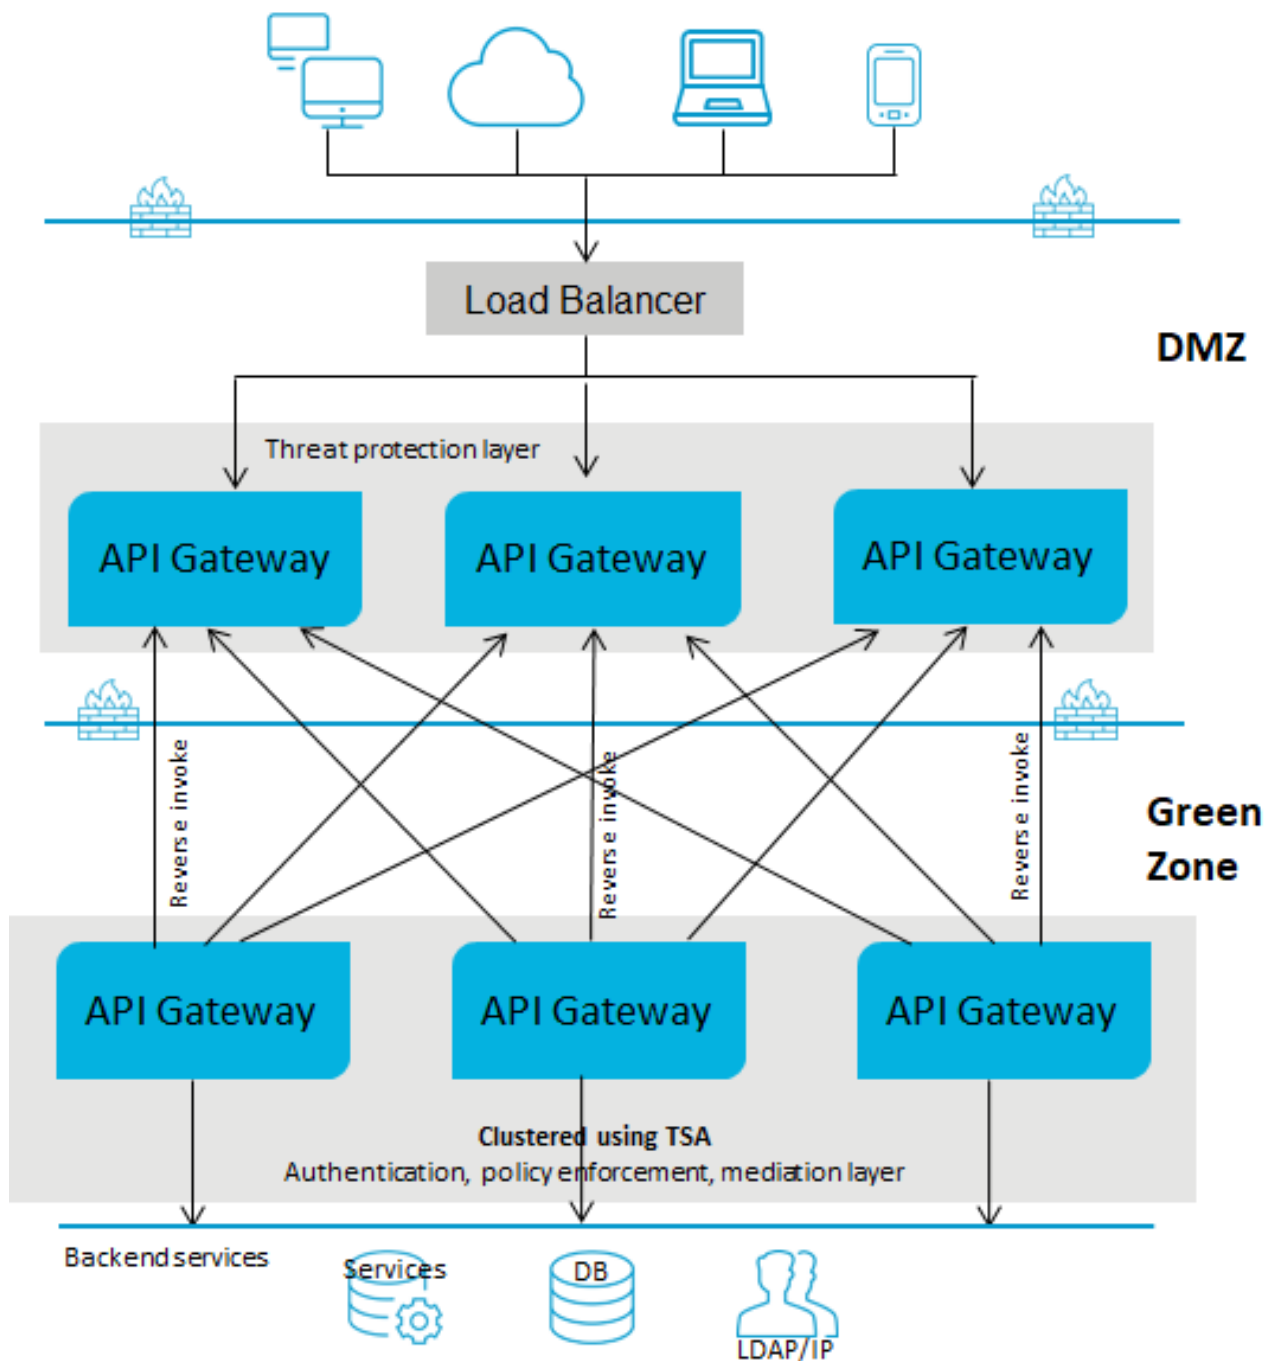 Load Balancer
DMZ
Threat protection layer
API Gateway
API Gateway
API Gateway
Reverse invoke
Reverse invoke
Reverse invoke
Green
Zone
API Gateway
API Gateway
API Gateway
Clustered using TSA
Authentication, policy enforcement, mediation layer
Backend services
Services
DB
LDAP/IP